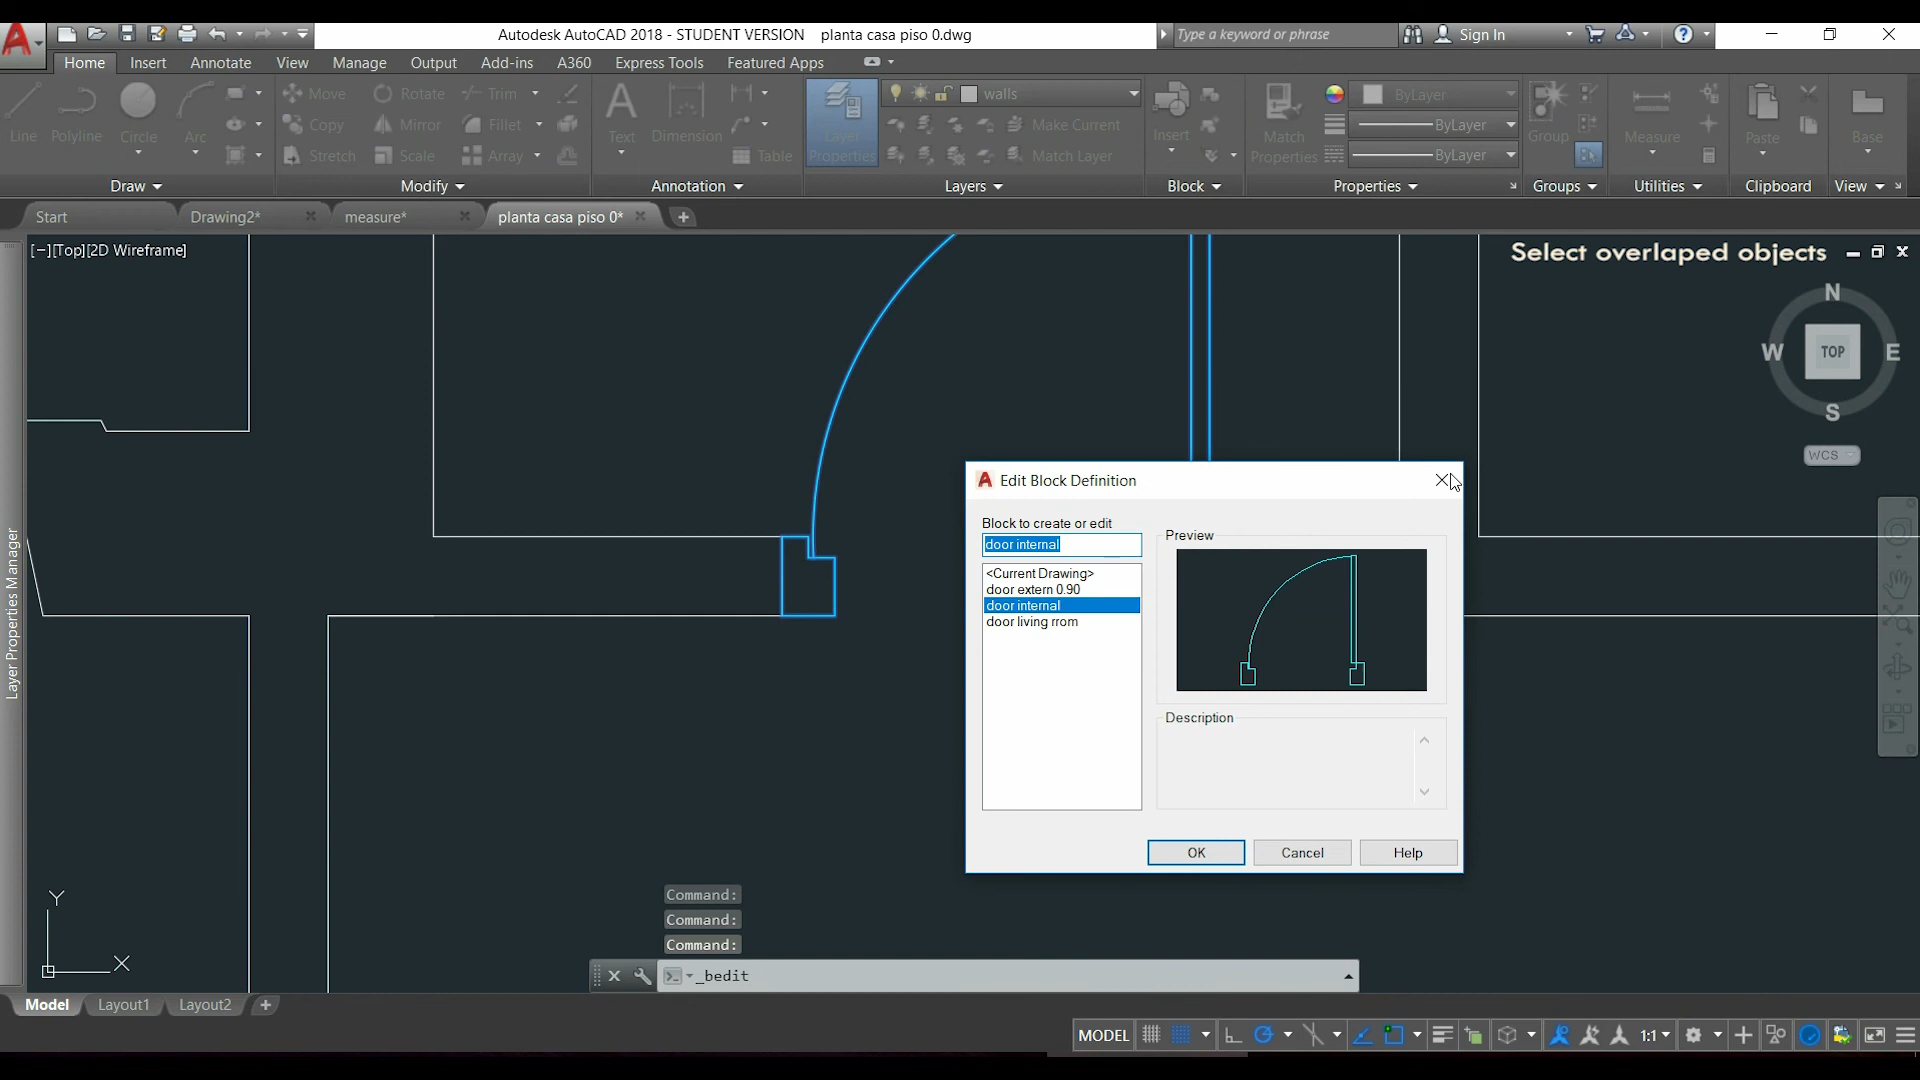 Autodesk AutoCAD 2018 - STUDENT VERSION planta casa piso 0.dwg
Type a keyword or phrase
Sign In
Home Insert Annotate View Manage Output Add-ins A360 Express Tools Featured Apps
Line Polyline Circle Arc
Move Rotate Trim
Copy Mirror Fillet
Stretch Scale Array
Text Dimension Table
Layer Properties
walls
Make Current
Match Layer
Insert
Match Properties
ByLayer
ByLayer
ByLayer
Group Measure Paste Base
Draw Modify Annotation Layers Block Properties Groups Utilities Clipboard View
Start Drawing2* measure* planta casa piso 0*
[−][Top][2D Wireframe]
Select overlaped objects
N
W TOP E
S
WCS
Layer Properties Manager
Edit Block Definition
Block to create or edit
door internal
<Current Drawing>
door extern 0.90
door internal
door living rrom
Preview
Description
OK Cancel Help
Y
X
Command:
Command:
Command:
_bedit
Model Layout1 Layout2
MODEL 1:1